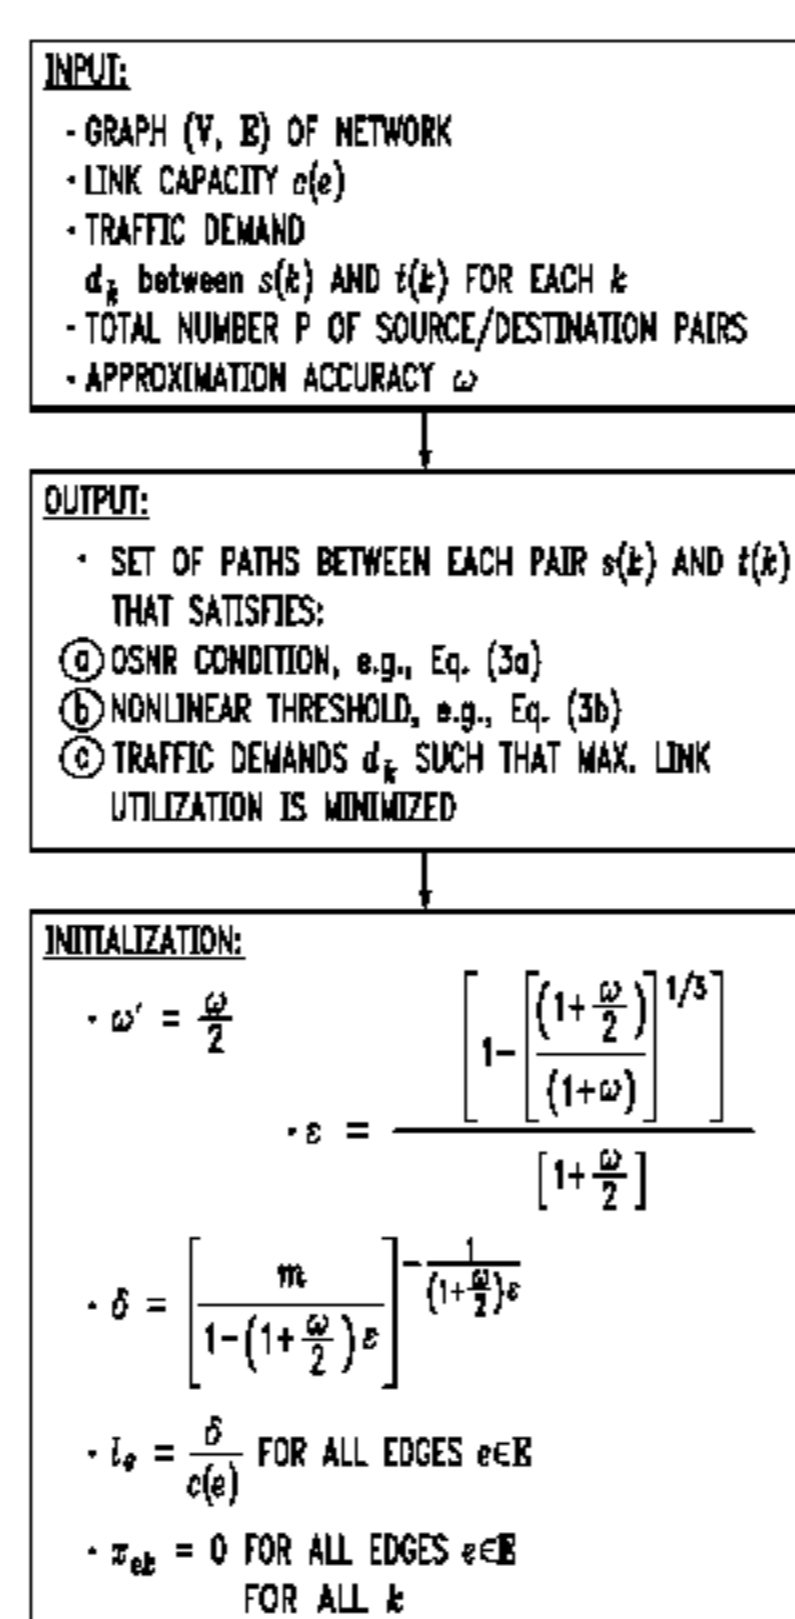 INPUT:
- GRAPH (V, E) OF NETWORK
- LINK CAPACITY c(e)
- TRAFFIC DEMAND
d_k between s(k) AND t(k) FOR EACH k
- TOTAL NUMBER P OF SOURCE/DESTINATION PAIRS
- APPROXIMATION ACCURACY ω
OUTPUT:
· SET OF PATHS BETWEEN EACH PAIR s(k) AND t(k)
THAT SATISFIES:
ⓐ OSNR CONDITION, e.g., Eq. (3a)
ⓑ NONLINEAR THRESHOLD, e.g., Eq. (3b)
ⓒ TRAFFIC DEMANDS d_k SUCH THAT MAX. LINK
UTILIZATION IS MINIMIZED
INITIALIZATION:
· ω' = ω/2
· ε = [1-[(1+ω/2)/(1+ω)]^1/3]/[1+ω/2]
· δ = [m/(1-(1+ω/2)ε)]^-1/((1+ω/2)ε)
· l_e = δ/c(e) FOR ALL EDGES e∈E
· x_ek = 0 FOR ALL EDGES e∈E
FOR ALL k